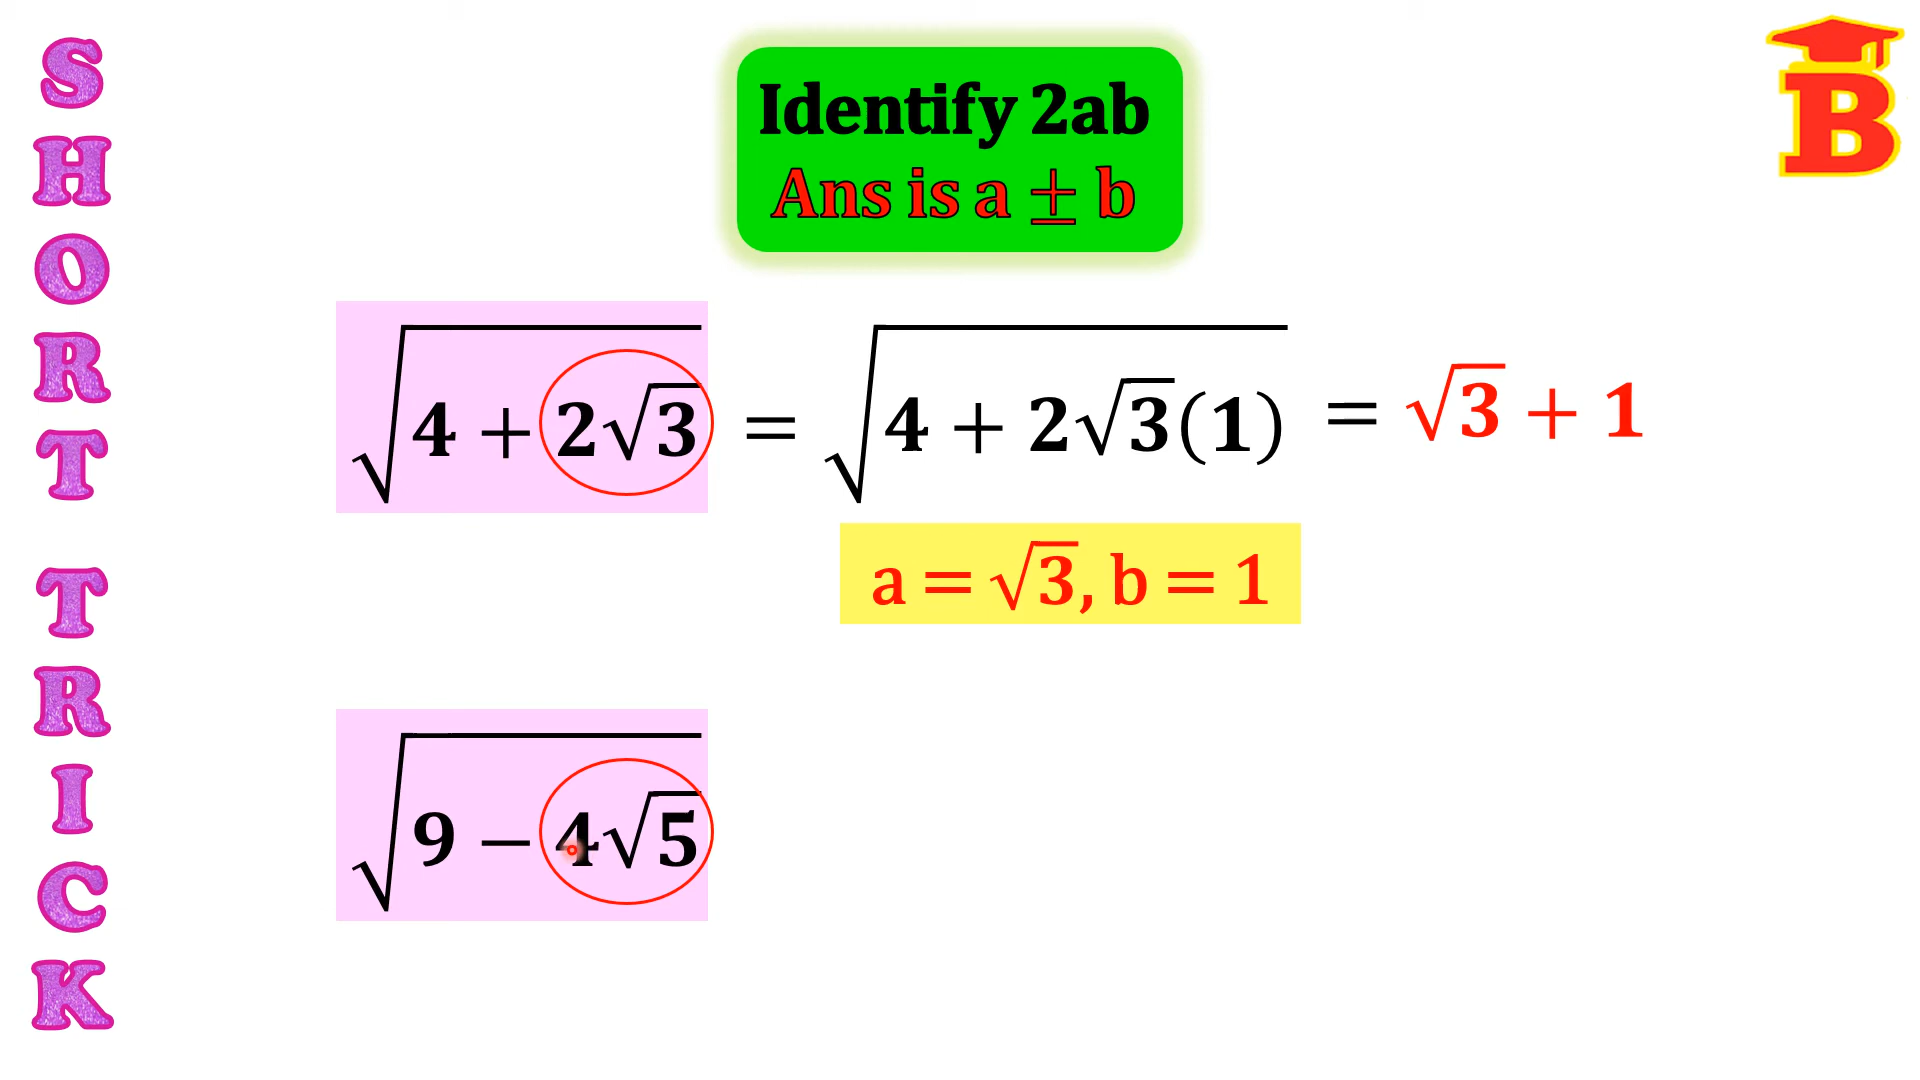 SHORT TRICK
Identify 2ab
Ans is a ± b
B
√(4 + 2√3) = √(4 + 2√3(1)) = √3 + 1
a = √3, b = 1
√(9 − 4√5)